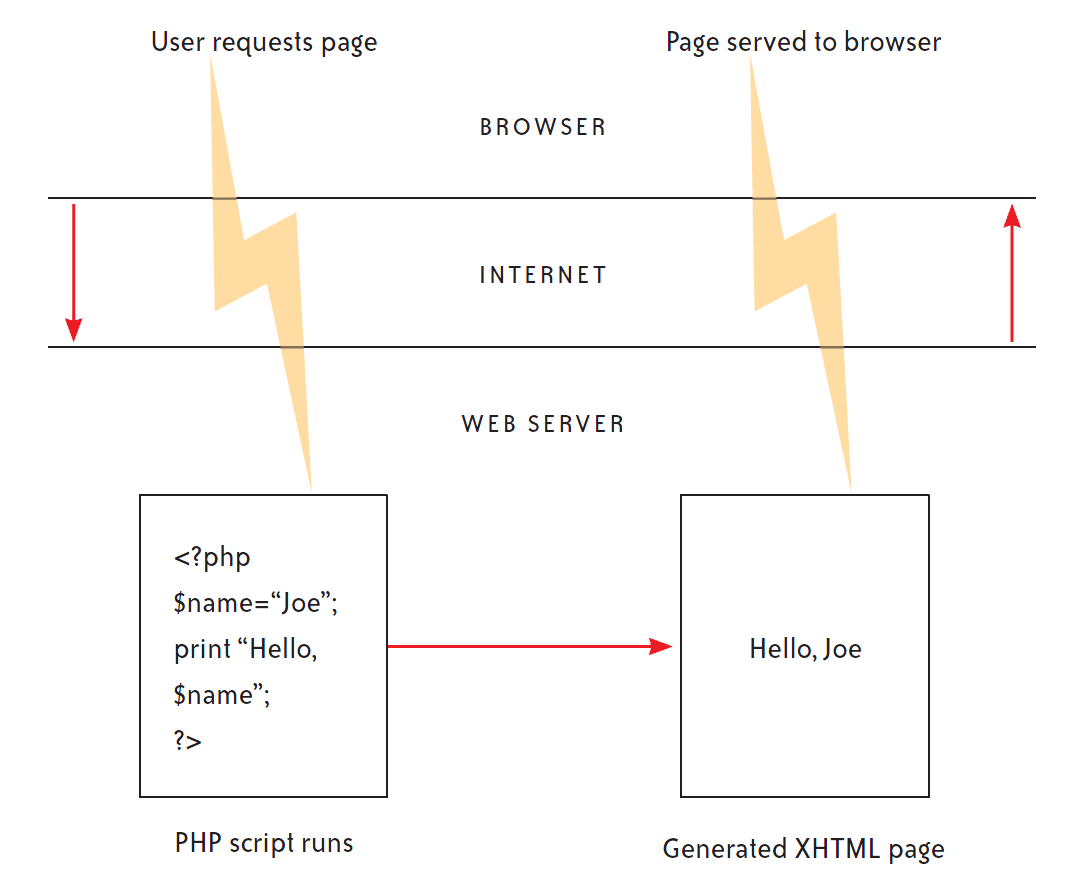 User requests page
Page served to browser
BROWSER
INTERNET
WEB SERVER
<?php
$name=“Joe”;
print “Hello,
$name”;
?>
Hello, Joe
PHP script runs
Generated XHTML page